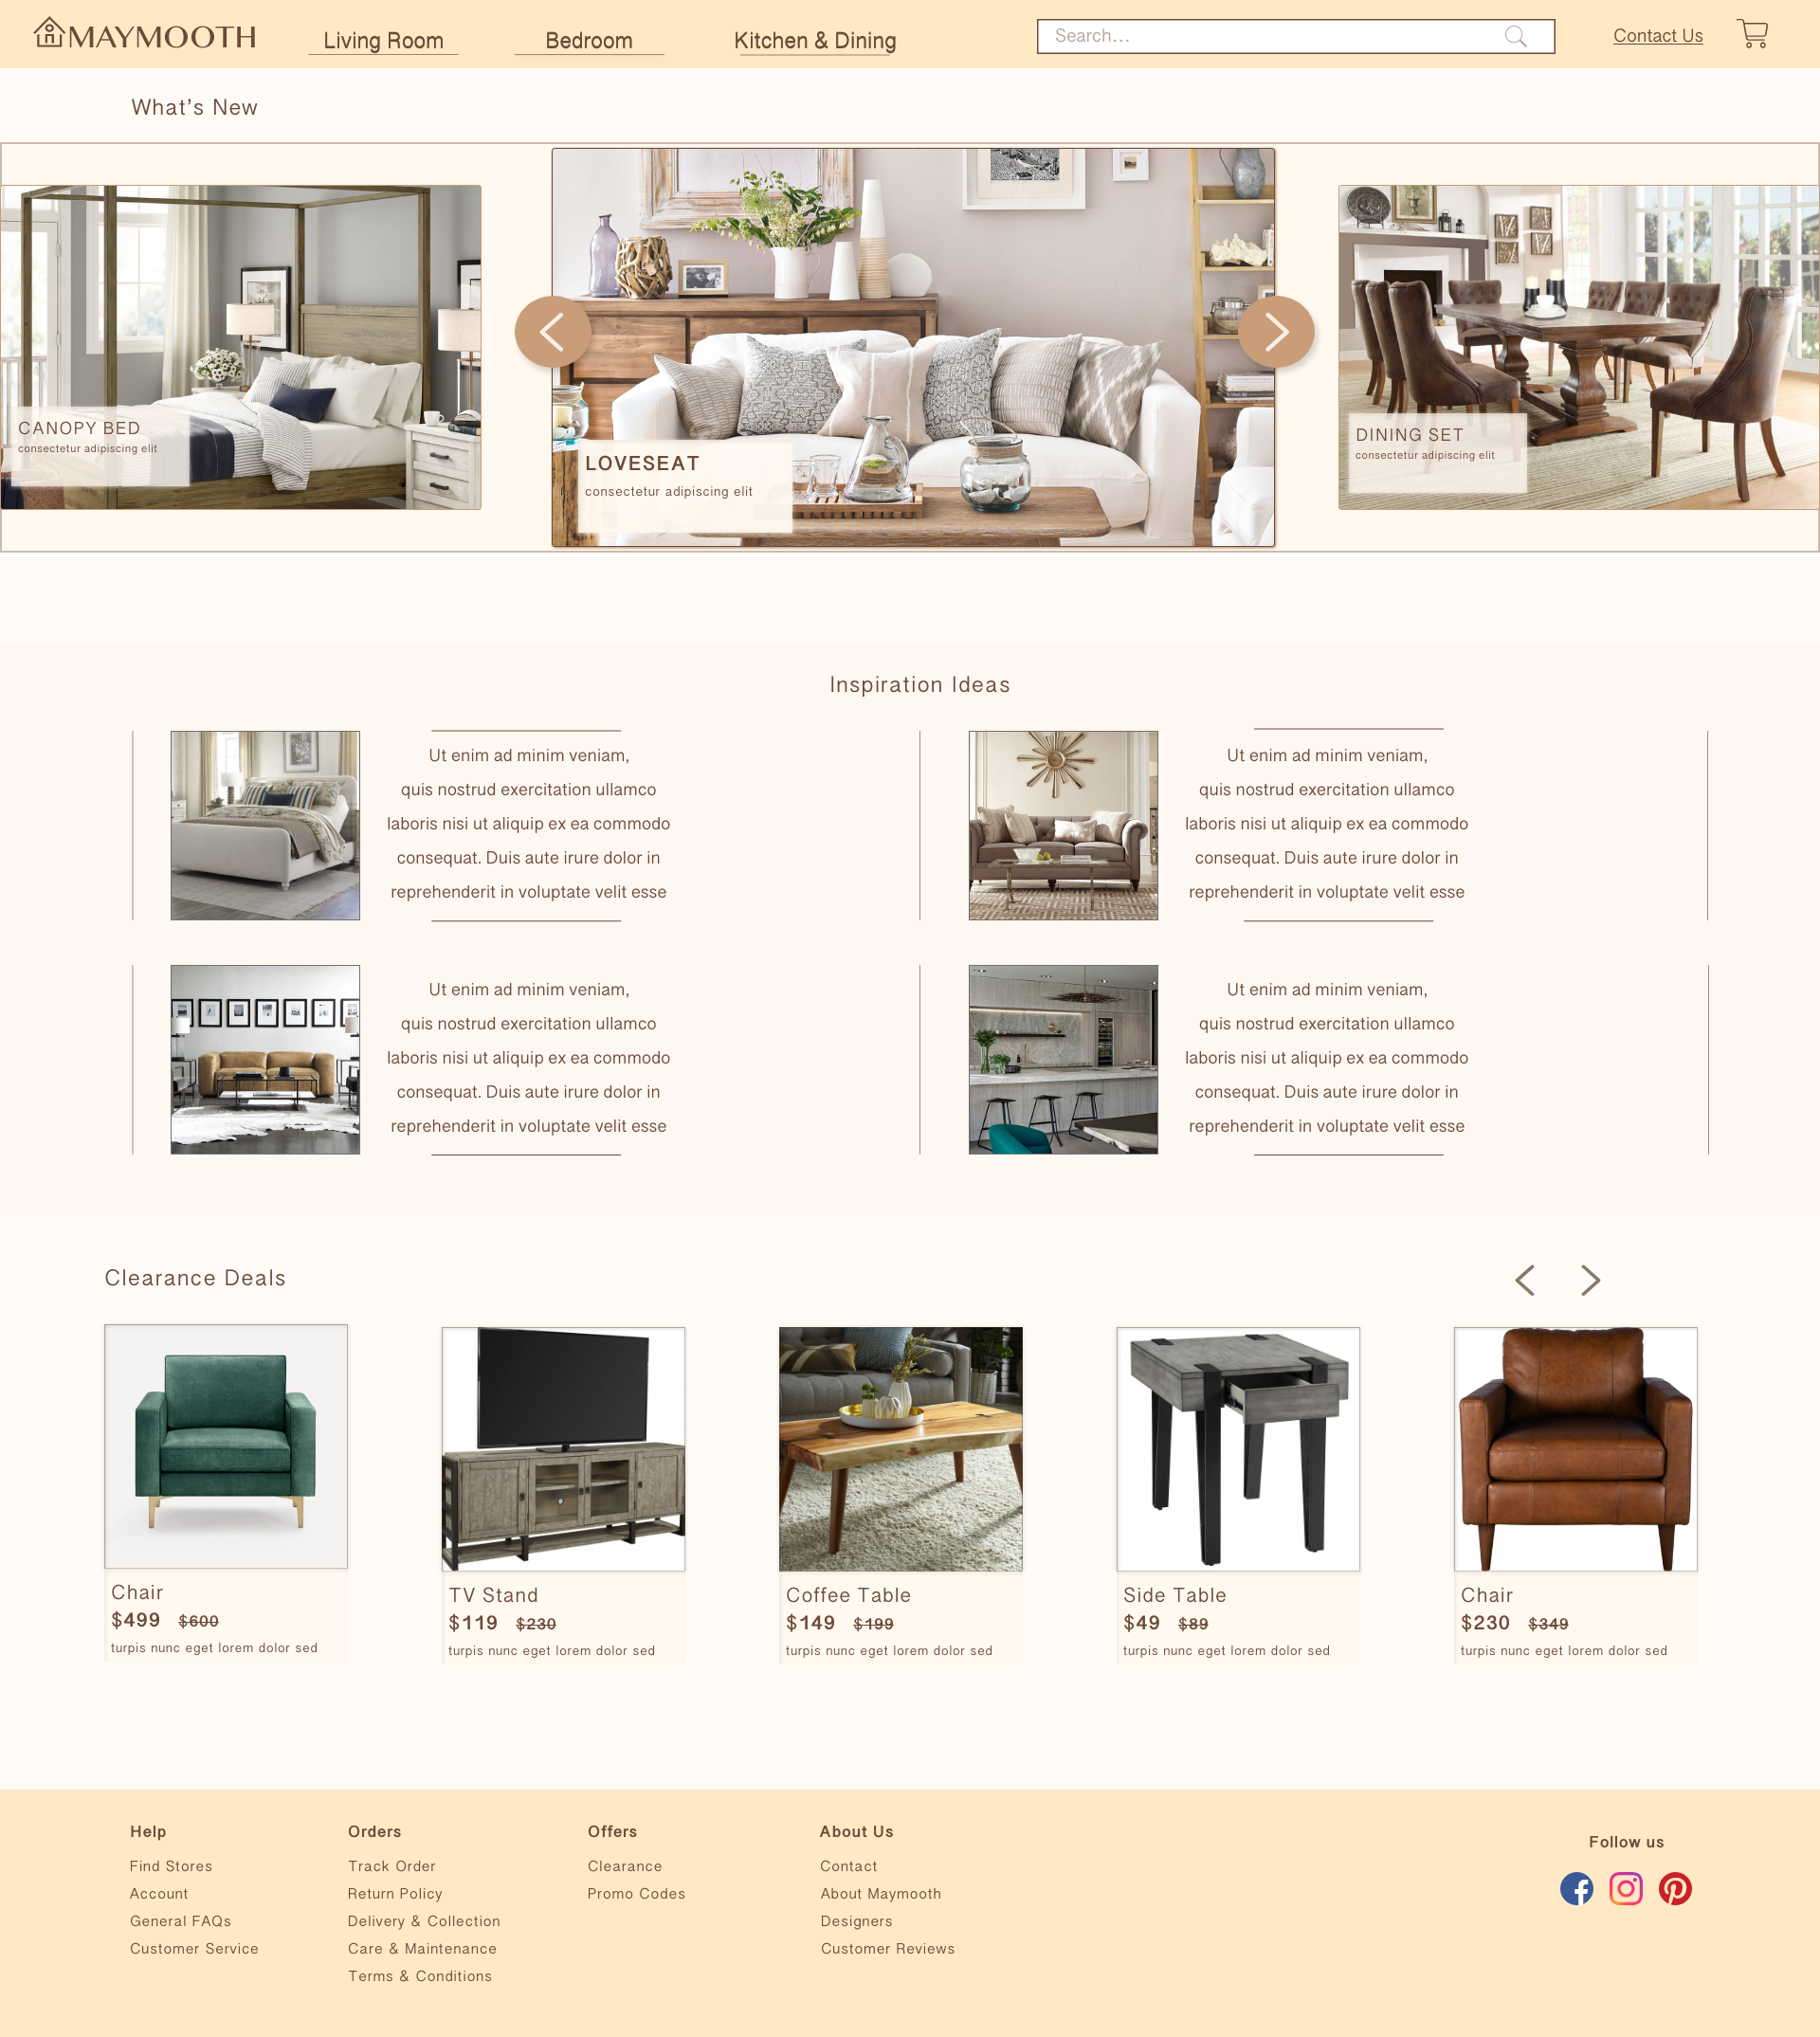 MAYMOOTH
Living Room
Bedroom
Kitchen & Dining
Search...
Contact Us
What's New
CANOPY BED
consectetur adipiscing elit
LOVESEAT
consectetur adipiscing elit
DINING SET
consectetur adipiscing elit
Inspiration Ideas
Ut enim ad minim veniam,
quis nostrud exercitation ullamco
laboris nisi ut aliquip ex ea commodo
consequat. Duis aute irure dolor in
reprehenderit in voluptate velit esse
Ut enim ad minim veniam,
quis nostrud exercitation ullamco
laboris nisi ut aliquip ex ea commodo
consequat. Duis aute irure dolor in
reprehenderit in voluptate velit esse
Ut enim ad minim veniam,
quis nostrud exercitation ullamco
laboris nisi ut aliquip ex ea commodo
consequat. Duis aute irure dolor in
reprehenderit in voluptate velit esse
Ut enim ad minim veniam,
quis nostrud exercitation ullamco
laboris nisi ut aliquip ex ea commodo
consequat. Duis aute irure dolor in
reprehenderit in voluptate velit esse
Clearance Deals
Chair
$499 $600
turpis nunc eget lorem dolor sed
TV Stand
$119 $230
turpis nunc eget lorem dolor sed
Coffee Table
$149 $199
turpis nunc eget lorem dolor sed
Side Table
$49 $89
turpis nunc eget lorem dolor sed
Chair
$230 $349
turpis nunc eget lorem dolor sed
Help
Find Stores
Account
General FAQs
Customer Service
Orders
Track Order
Return Policy
Delivery & Collection
Care & Maintenance
Terms & Conditions
Offers
Clearance
Promo Codes
About Us
Contact
About Maymooth
Designers
Customer Reviews
Follow us